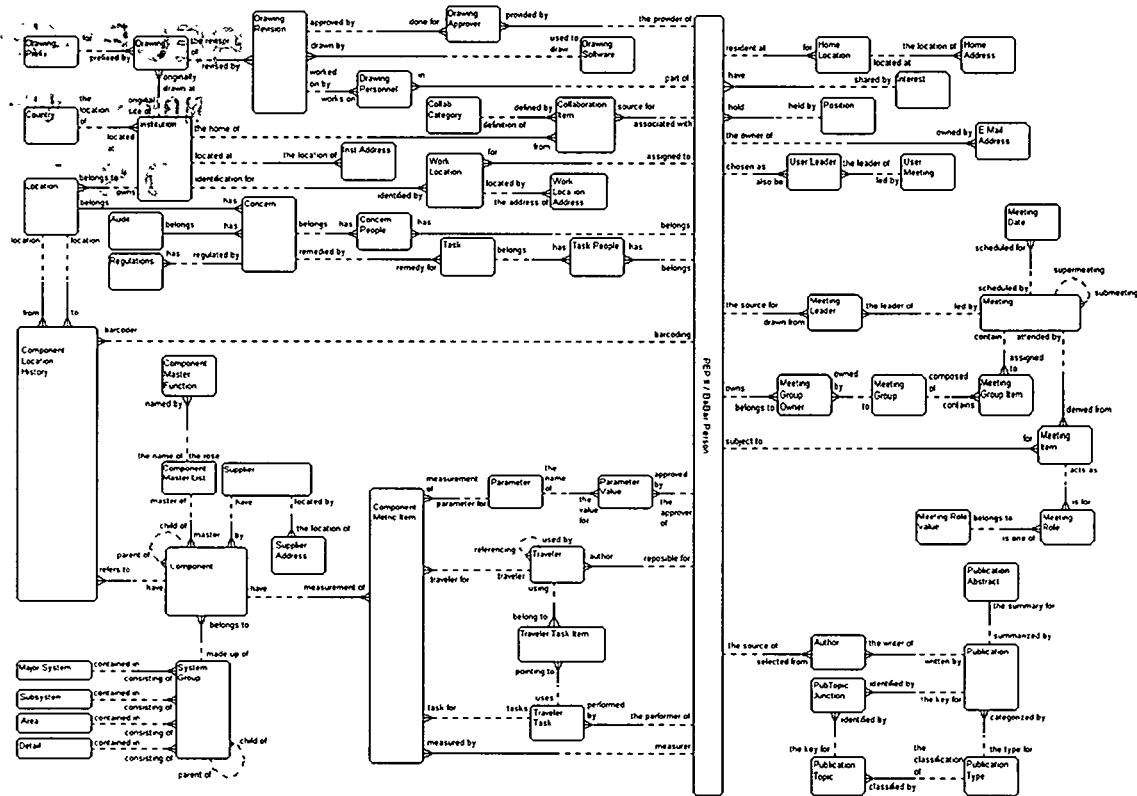 Drawing
Revision
approved by
done for
Drawing
Approver
provided by
the provider of
for
prefixed by
Drawing
revised by
drawn by
used to
draw
Drawing
Software
originally
drawn at
worked
on by
works on
Drawing
Personnel
in
part of
resident at
for
Home
Location
the location of
located at
Home
Address
have
shared by
Interest
Country
the
location
of
located
at
Institution
the home of
Collab
Category
defined by
definition of
Collaboration
Item
source for
associated with
from
hold
held by
Position
the owner of
owned by
E Mail
Address
located at
the location of
Inst Address
for
Work
Location
assigned to
chosen as
also be
User Leader
the leader of
led by
User
Meeting
Location
belongs to
owns
identification for
identified by
located by
the address of
Work
Location
Address
belongs
has
Concern
Audit
belongs
has
belongs
has
Concern
People
has
belongs
location
location
Regulations
has
regulated by
remedied by
remedy for
Task
belongs
has
Task People
has
belongs
Meeting
Date
scheduled for
supermeeting
submeeting
scheduled by
Meeting
the source for
drawn from
Meeting
Leader
the leader of
led by
contain
attended by
from
to
Component
Location
History
barcoder
barcoding
PEP II / BaBar Person
assigned
to
Component
Master
Function
named by
owns
belongs to
Meeting
Group
Owner
owned
by
to
Meeting
Group
composed
of
contains
Meeting
Group Item
derived from
subject to
for
Meeting
Item
acts as
the name of
Component
Master List
Supplier
master of
have
located by
the location of
Supplier
Address
is for
Meeting Role
Value
belongs to
is one of
Meeting
Role
child of
parent of
master
by
Component
refers to
have
have
measurement of
belongs to
Component
Metric Item
measurement
of
parameter for
Parameter
the
name
of
the
value
for
Parameter
Value
approved
by
the
approver
of
referencing
used by
Traveler
author
traveler for
traveler
using
belong to
Traveler Task Item
pointing to
uses
task for
tasks
Traveler
Task
performed
by
the performer of
measured by
measurer
Publication
Abstract
the summary for
summarized by
the source of
selected from
Author
the writer of
written by
Publication
PubTopic
Junction
identified by
the key for
identified by
categorized by
the key for
the type for
Publication
Topic
the
classification
of
classified by
Publication
Type
made up of
Major System
contained in
consisting of
System
Group
Subsystem
contained in
consisting of
Area
contained in
consisting of
Detail
contained in
consisting of
child of
parent of